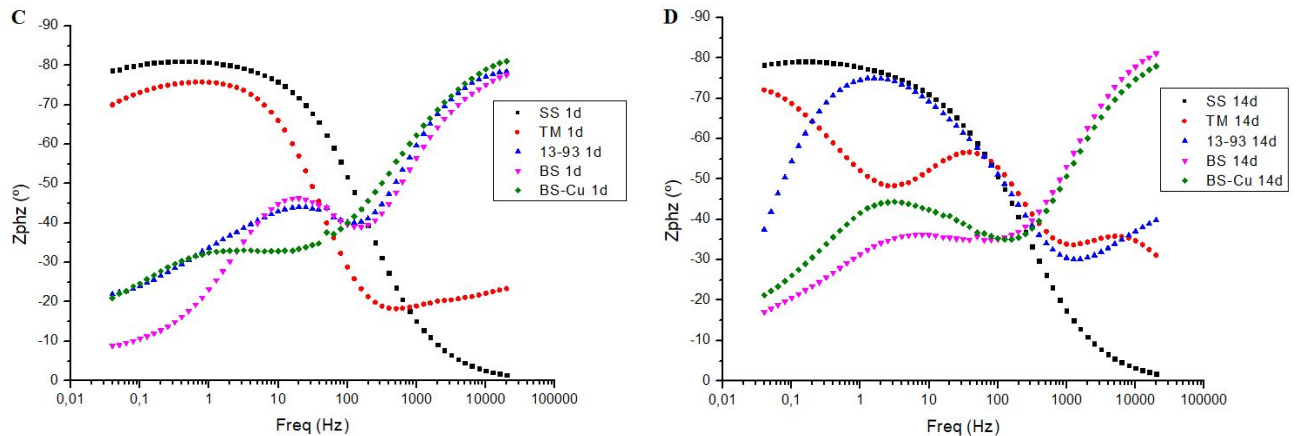 C
-90
-80
-70
-60
-50
-40
-30
-20
-10
0
Zphz (º)
0,01 0,1 1 10 100 1000 10000 100000
Freq (Hz)
SS 1d
TM 1d
13-93 1d
BS 1d
BS-Cu 1d
D
-90
-80
-70
-60
-50
-40
-30
-20
-10
0
Zphz (º)
0,01 0,1 1 10 100 1000 10000 100000
Freq (Hz)
SS 14d
TM 14d
13-93 14d
BS 14d
BS-Cu 14d